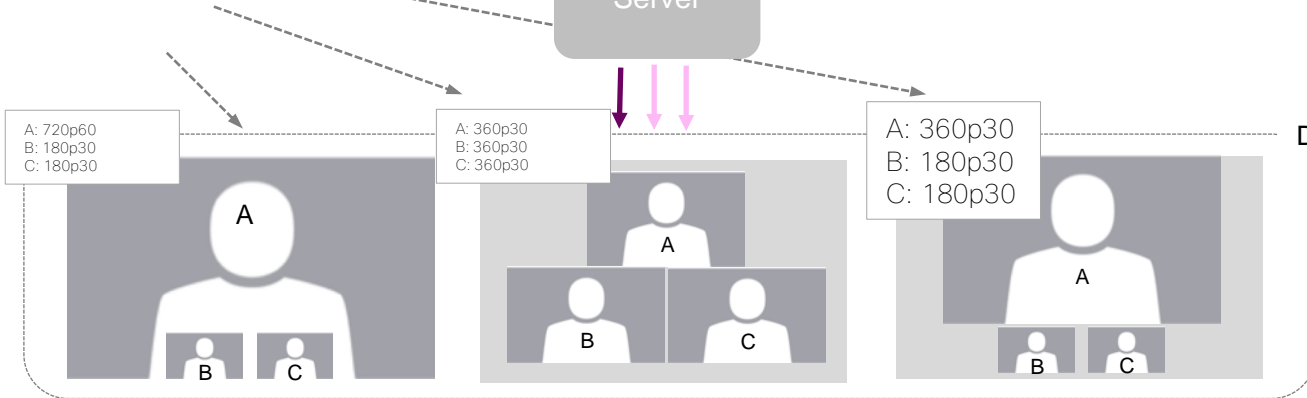 Server
A: 720p60
B: 180p30
C: 180p30
A: 360p30
B: 360p30
C: 360p30
A: 360p30
B: 180p30
C: 180p30
D
A
B
C
A
B
C
A
B
C